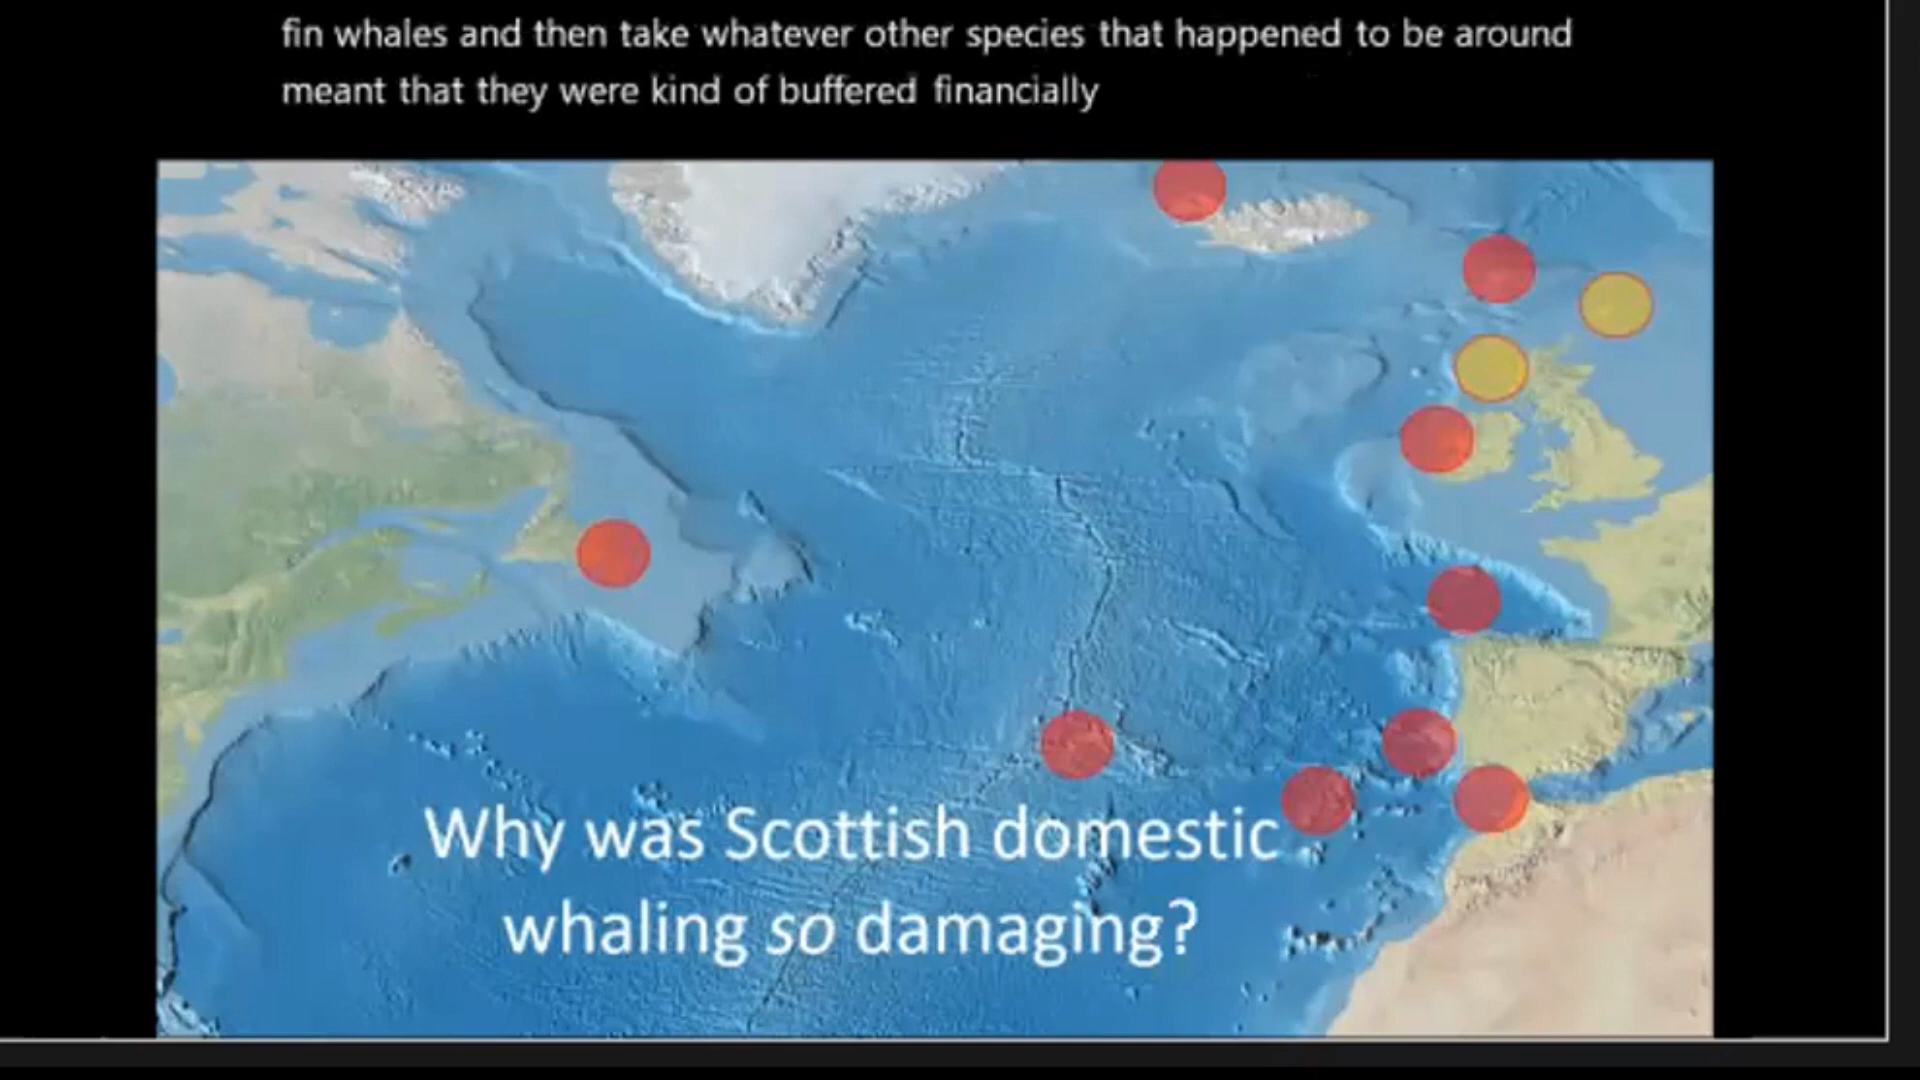 fin whales and then take whatever other species that happened to be around
meant that they were kind of buffered financially
Why was Scottish domestic
whaling so damaging?